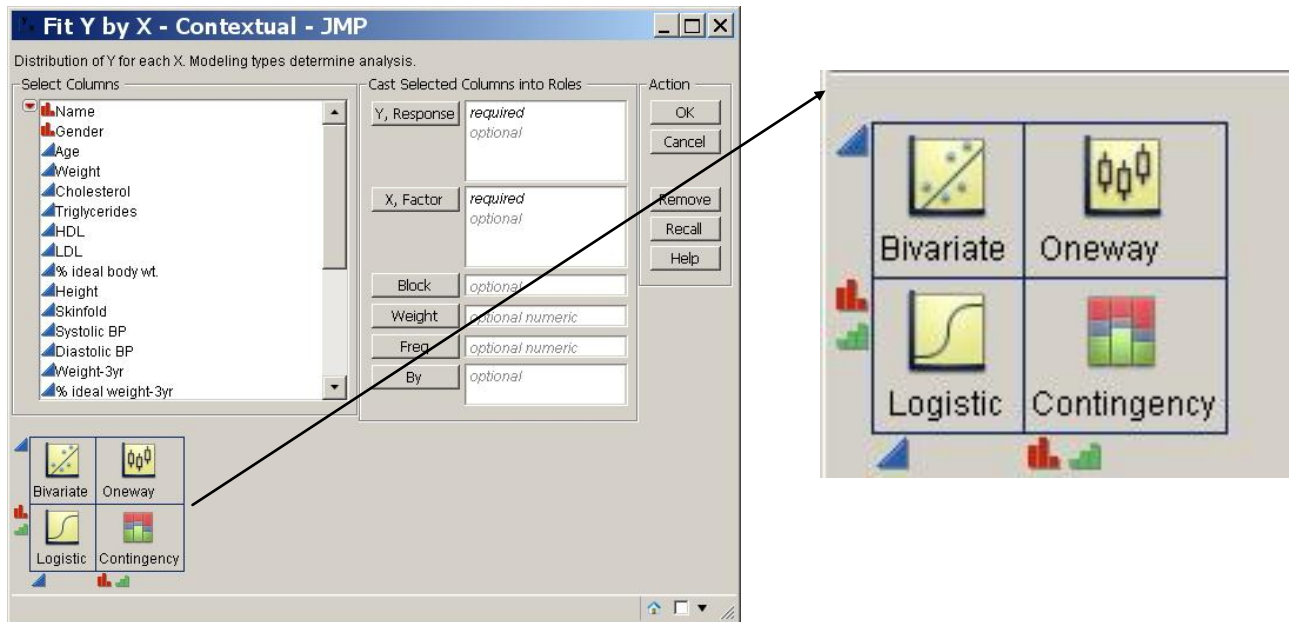 Fit Y by X - Contextual - JMP
Distribution of Y for each X. Modeling types determine analysis.
Select Columns
Name
Gender
Age
Weight
Cholesterol
Triglycerides
HDL
LDL
% ideal body wt.
Height
Skinfold
Systolic BP
Diastolic BP
Weight-3yr
% ideal weight-3yr
Cast Selected Columns into Roles
Y, Response required
optional
X, Factor required
optional
Block optional
Weight optional numeric
Freq optional numeric
By optional
Action
OK
Cancel
Remove
Recall
Help
Bivariate Oneway
Logistic Contingency
Bivariate Oneway
Logistic Contingency